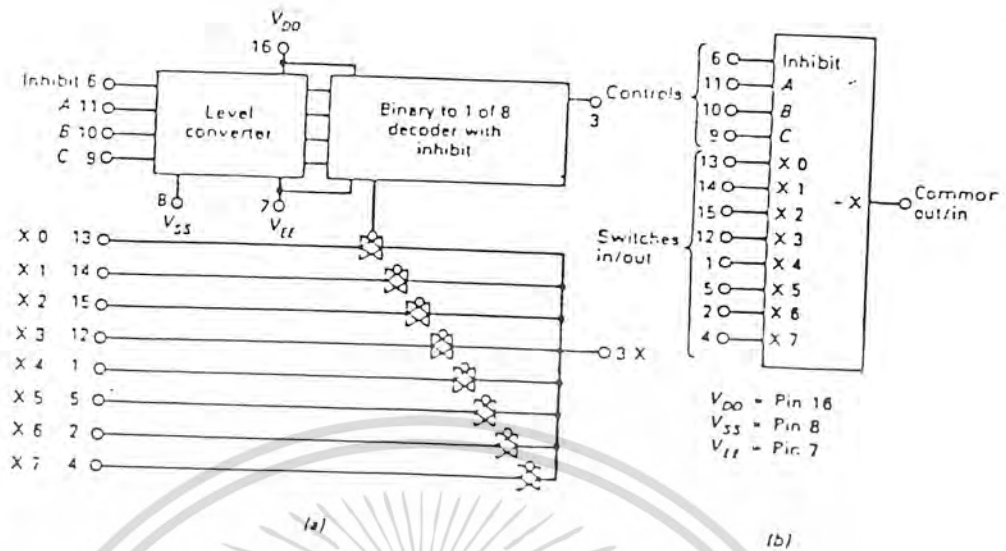 V_DD
16
Inhibit 6
A 11
B 10
C 9
Level
converter
Binary to 1 of 8
decoder with
inhibit
3
8
V_SS
7
V_EE
X 0 13
X 1 14
X 2 15
X 3 12
X 4 1
X 5 5
X 6 2
X 7 4
3 X
(a)
Controls
6 Inhibit
11 A
10 B
9 C
Switches
in/out
13 X 0
14 X 1
15 X 2
12 X 3
1 X 4
5 X 5
2 X 6
4 X 7
-X
Common
out/in
V_DD = Pin 16
V_SS = Pin 8
V_EE = Pin 7
(b)